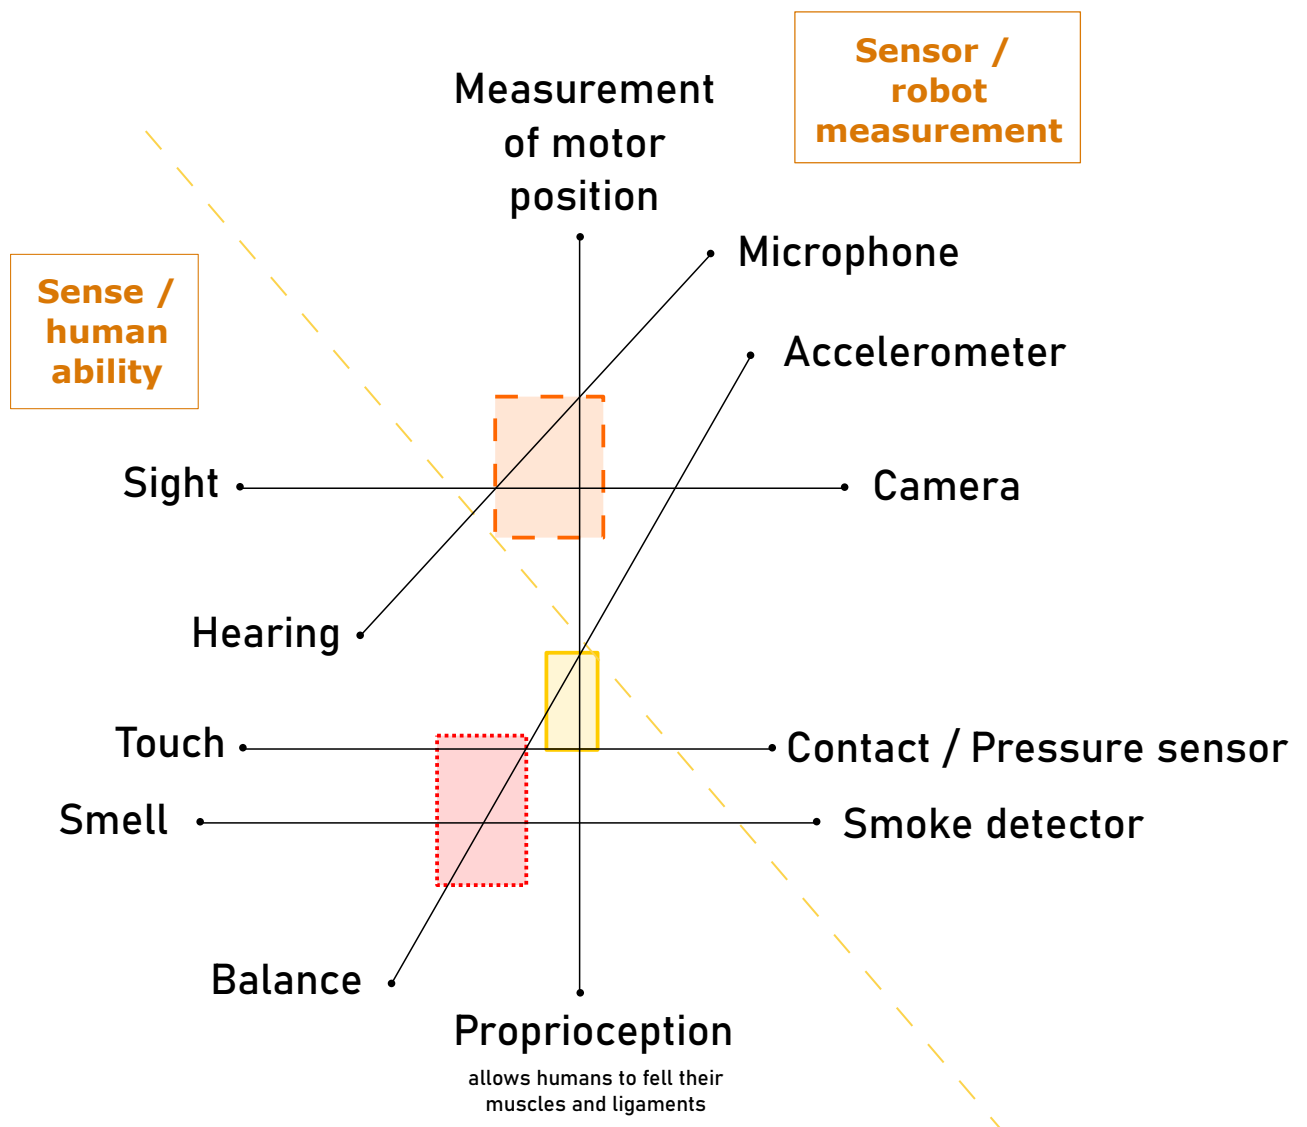 Sensor /
robot
measurement
Measurement
of motor
position
Microphone
Sense /
human
ability
Accelerometer
Sight
Camera
Hearing
Touch
Contact / Pressure sensor
Smell
Smoke detector
Balance
Proprioception
allows humans to fell their
muscles and ligaments